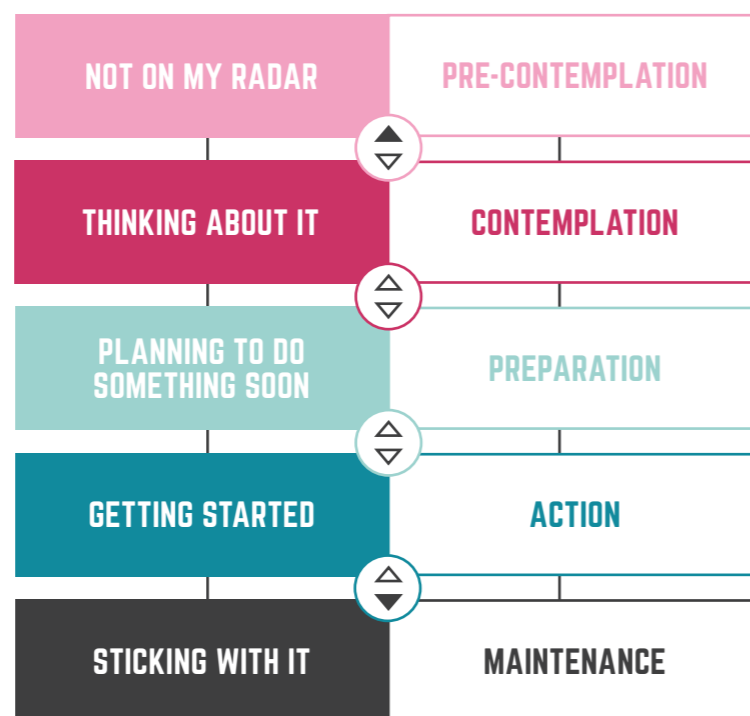 NOT ON MY RADAR
PRE-CONTEMPLATION
THINKING ABOUT IT
CONTEMPLATION
PLANNING TO DO
SOMETHING SOON
PREPARATION
GETTING STARTED
ACTION
STICKING WITH IT
MAINTENANCE